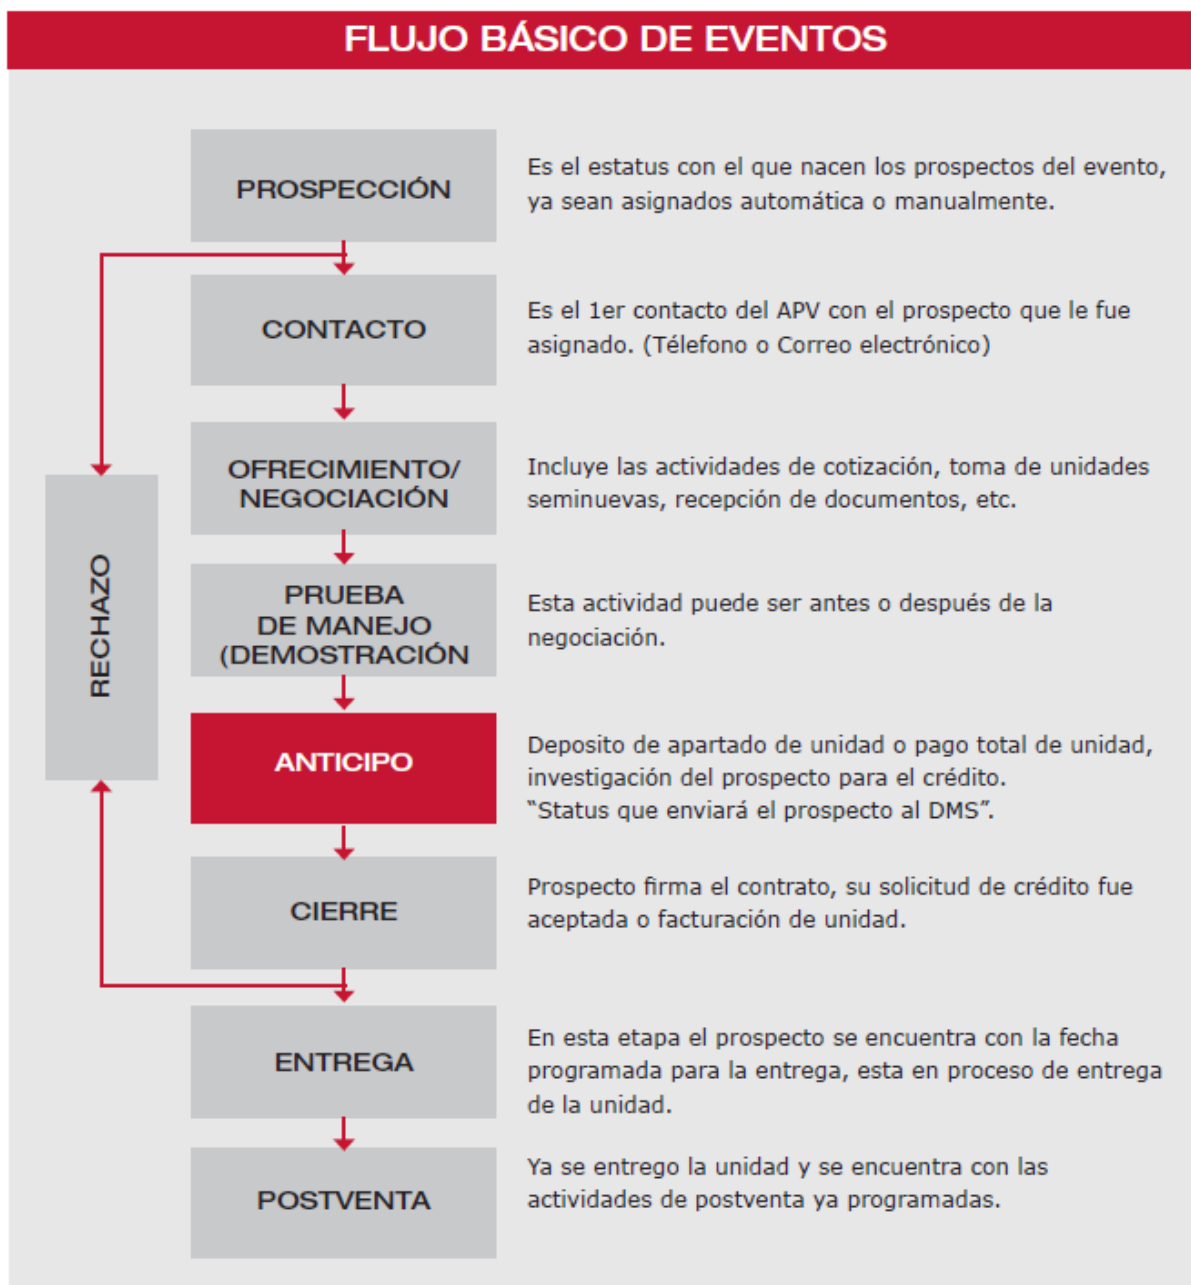 FLUJO BÁSICO DE EVENTOS
PROSPECCIÓN
Es el estatus con el que nacen los prospectos del evento,
ya sean asignados automática o manualmente.
CONTACTO
Es el 1er contacto del APV con el prospecto que le fue
asignado. (Télefono o Correo electrónico)
OFRECIMIENTO/
NEGOCIACIÓN
Incluye las actividades de cotización, toma de unidades
seminuevas, recepción de documentos, etc.
RECHAZO
PRUEBA
DE MANEJO
(DEMOSTRACIÓN
Esta actividad puede ser antes o después de la
negociación.
ANTICIPO
Deposito de apartado de unidad o pago total de unidad,
investigación del prospecto para el crédito.
“Status que enviará el prospecto al DMS”.
CIERRE
Prospecto firma el contrato, su solicitud de crédito fue
aceptada o facturación de unidad.
ENTREGA
En esta etapa el prospecto se encuentra con la fecha
programada para la entrega, esta en proceso de entrega
de la unidad.
POSTVENTA
Ya se entrego la unidad y se encuentra con las
actividades de postventa ya programadas.